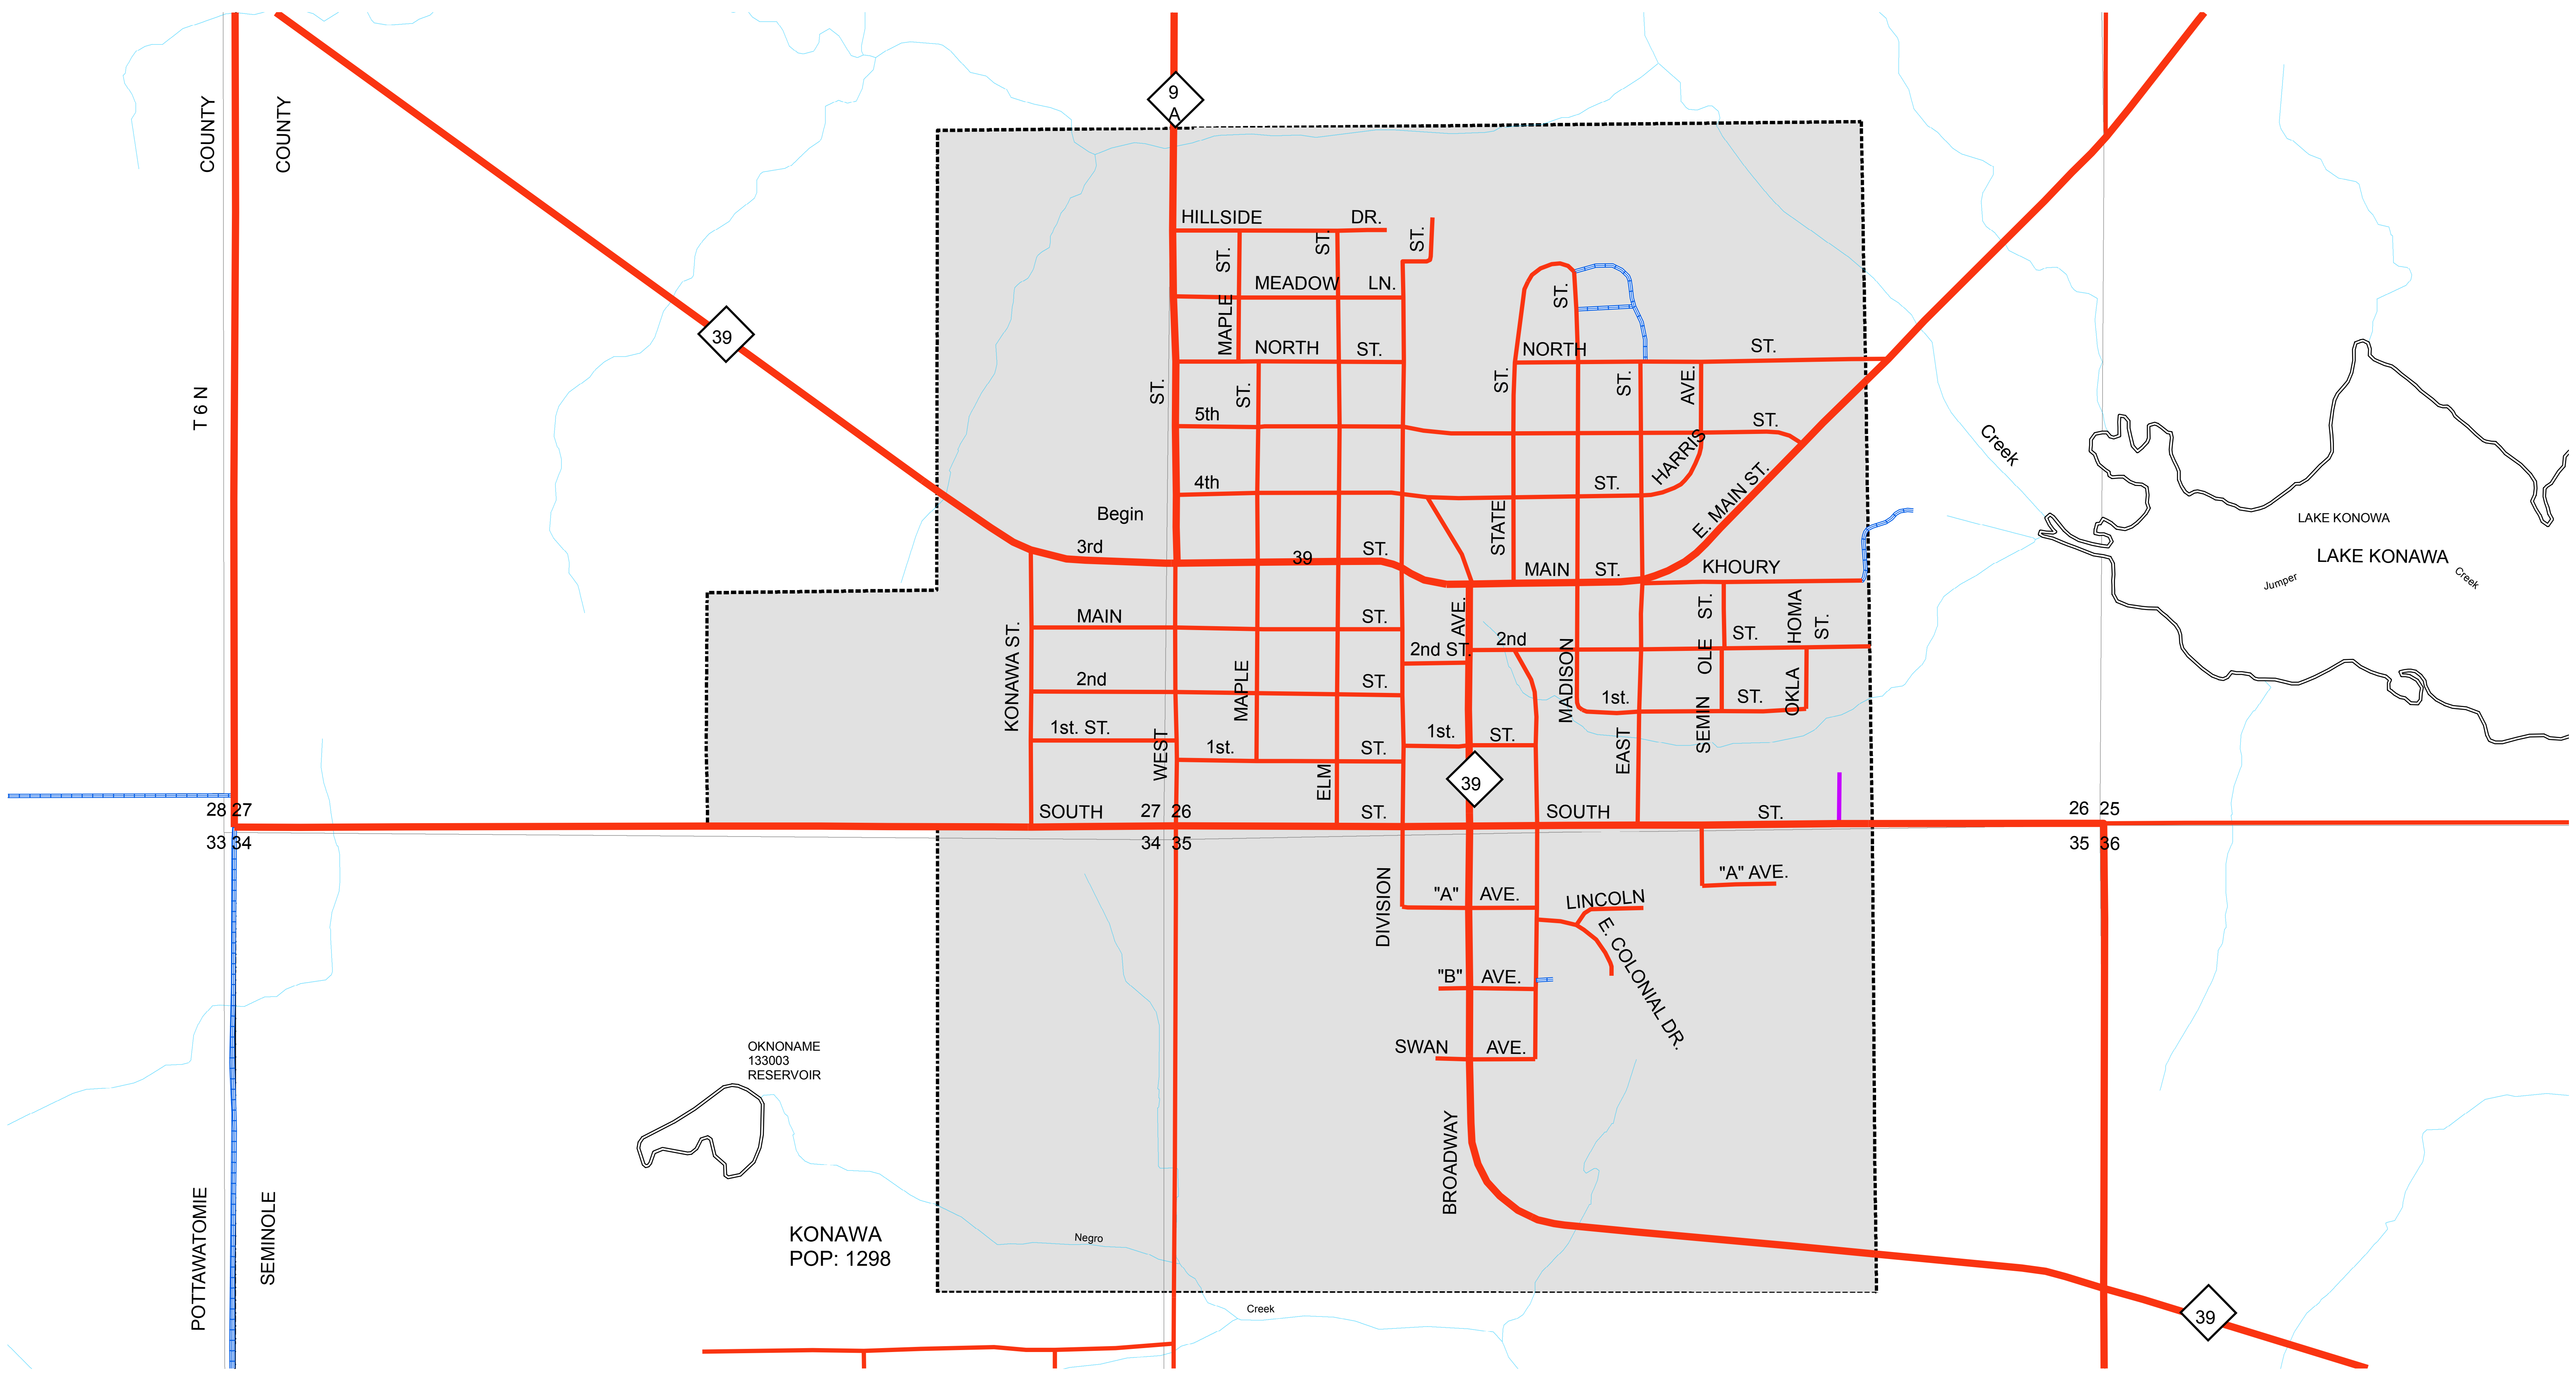 9
A
COUNTY
COUNTY
HILLSIDE DR.
ST.
ST.
ST.
MEADOW LN.
ST.
MAPLE
39
NORTH ST.
NORTH ST.
ST.
ST.
ST.
ST.
AVE.
T 6 N
5th ST.
Creek
4th ST.
HARRIS
E. MAIN ST.
Begin
STATE
LAKE KONOWA
LAKE KONAWA
3rd 39 ST.
MAIN ST.
KHOURY
Jumper Creek
MAIN ST.
AVE.
ST.
HOMA
ST.
KONAWA ST.
2nd ST.
2nd ST.
MADISON
OLE
2nd ST.
MAPLE
1st. ST.
SEMIN
OKLA
1st. ST.
WEST
1st. ST.
1st. ST.
EAST
ELM
39
28 27
SOUTH 27 26 ST.
SOUTH ST.
26 25
33 34
34 35
35 36
DIVISION
"A" AVE.
"A" AVE.
LINCOLN
E. COLONIAL DR.
"B" AVE.
SWAN AVE.
OKNONAME
133003
RESERVOIR
BROADWAY
POTTAWATOMIE
SEMINOLE
KONAWA
POP: 1298
Negro
Creek
39